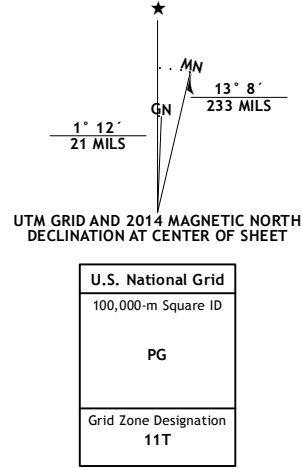 ★
MN
GN
13° 8´
233 MILS
1° 12´
21 MILS
UTM GRID AND 2014 MAGNETIC NORTH
DECLINATION AT CENTER OF SHEET
U.S. National Grid
100,000-m Square ID
PG
Grid Zone Designation
11T